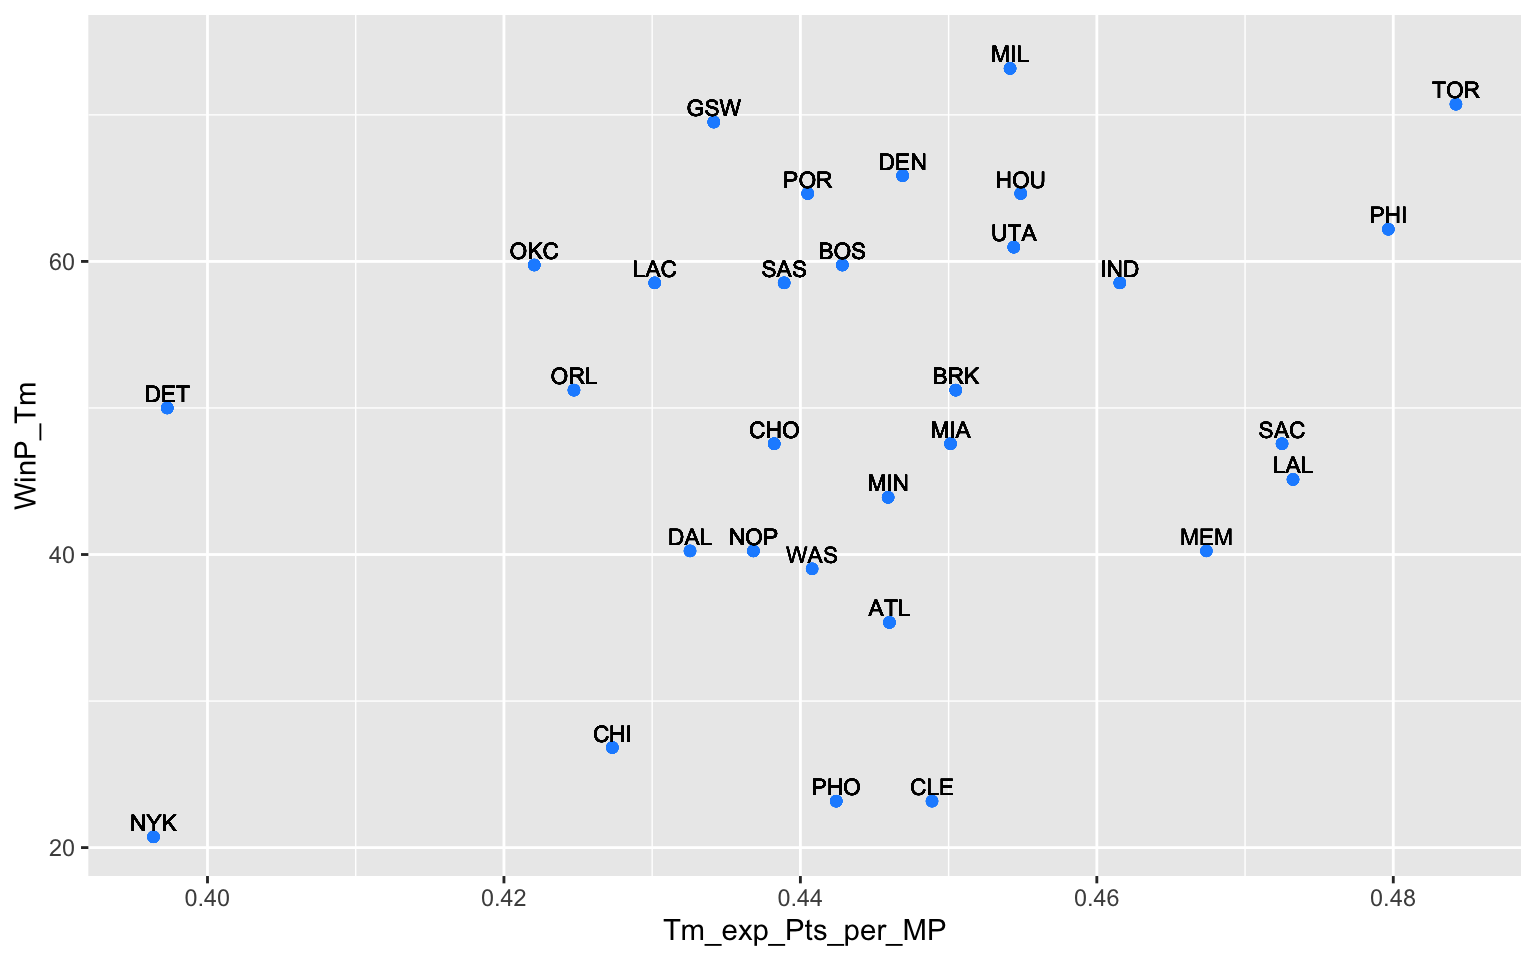 MIL
TOR
GSW
DEN
POR
HOU
PHI
UTA
OKC
BOS
LAC
SAS
IND
60
ORL
BRK
DET
CHO
MIA
SAC
LAL
MIN
DAL
NOP
MEM
WAS
40
ATL
CHI
PHO
CLE
NYK
20
WinP_Tm
0.40
0.42
0.44
0.46
0.48
Tm_exp_Pts_per_MP